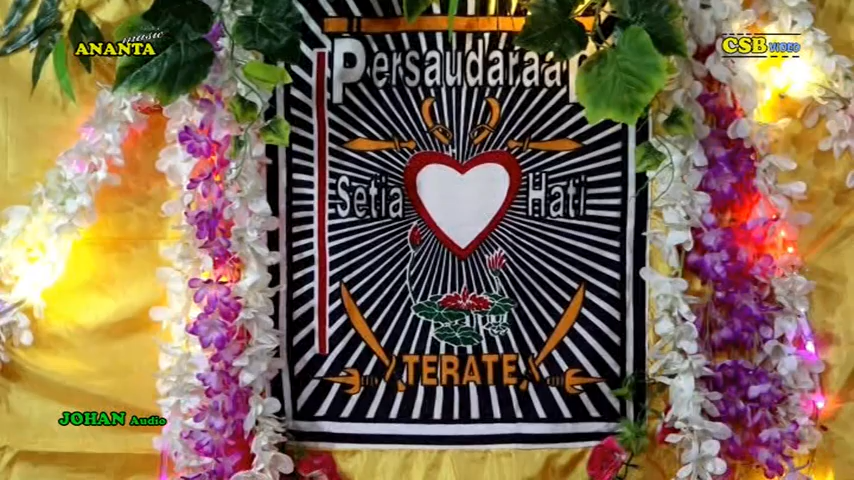 ANANTA music
CSB VIDEO
Persaudaraa
Setia Hati
TERATE
JOHAN Audio